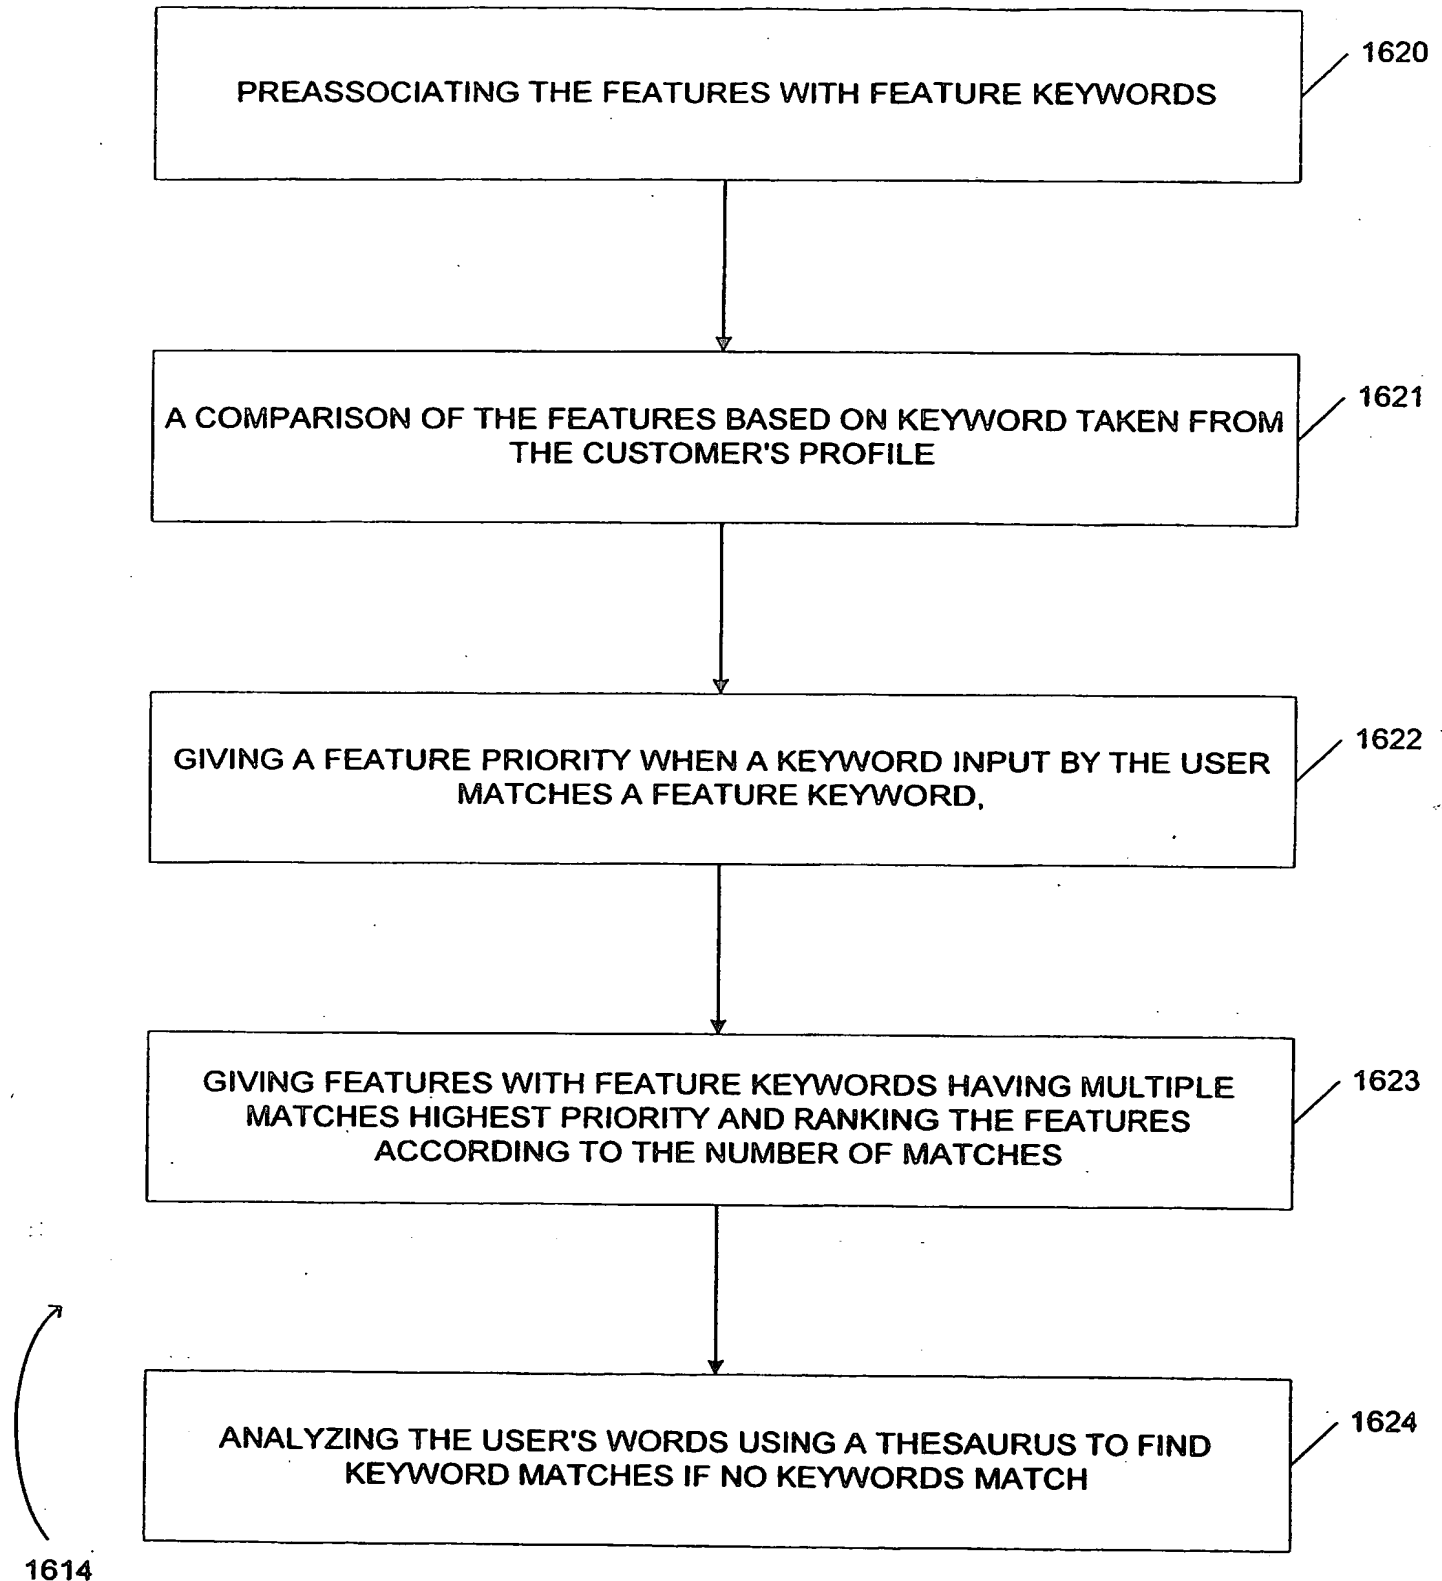 PREASSOCIATING THE FEATURES WITH FEATURE KEYWORDS
1620
A COMPARISON OF THE FEATURES BASED ON KEYWORD TAKEN FROM
THE CUSTOMER'S PROFILE
1621
GIVING A FEATURE PRIORITY WHEN A KEYWORD INPUT BY THE USER
MATCHES A FEATURE KEYWORD,
1622
GIVING FEATURES WITH FEATURE KEYWORDS HAVING MULTIPLE
MATCHES HIGHEST PRIORITY AND RANKING THE FEATURES
ACCORDING TO THE NUMBER OF MATCHES
1623
ANALYZING THE USER'S WORDS USING A THESAURUS TO FIND
KEYWORD MATCHES IF NO KEYWORDS MATCH
1624
1614